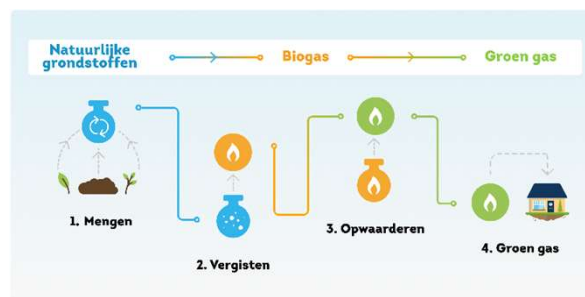 Natuurlijke
grondstoffen
Biogas
Groen gas
1. Mengen
2. Vergisten
3. Opwaarderen
4. Groen gas